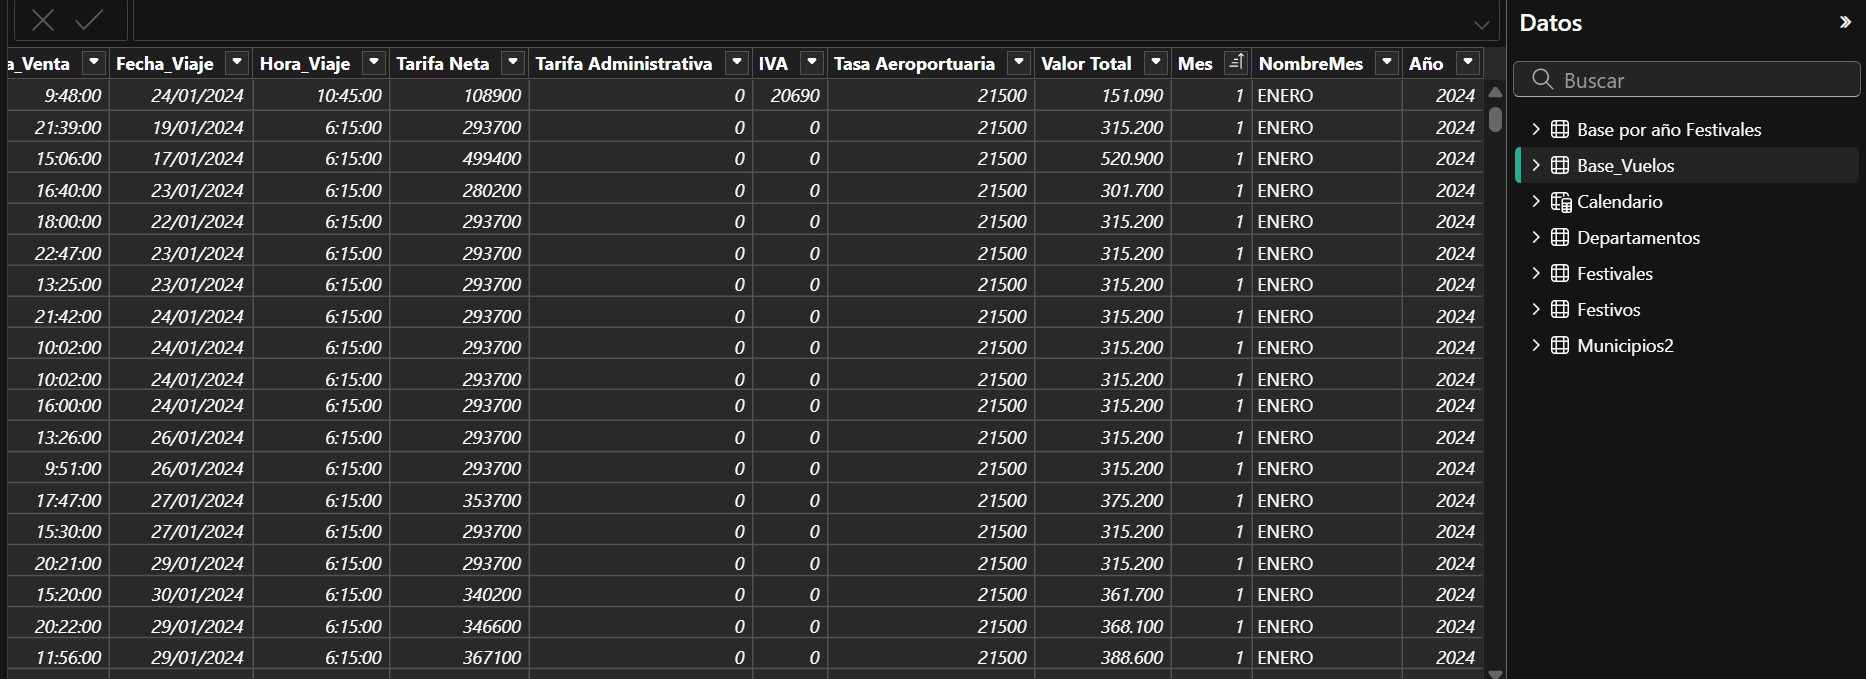 a_Venta Fecha_Viaje Hora_Viaje Tarifa Neta Tarifa Administrativa IVA Tasa Aeroportuaria Valor Total Mes NombreMes Año
9:48:00 24/01/2024 10:45:00 108900 0 20690 21500 151.090 1 ENERO 2024
21:39:00 19/01/2024 6:15:00 293700 0 0 21500 315.200 1 ENERO 2024
15:06:00 17/01/2024 6:15:00 499400 0 0 21500 520.900 1 ENERO 2024
16:40:00 23/01/2024 6:15:00 280200 0 0 21500 301.700 1 ENERO 2024
18:00:00 22/01/2024 6:15:00 293700 0 0 21500 315.200 1 ENERO 2024
22:47:00 23/01/2024 6:15:00 293700 0 0 21500 315.200 1 ENERO 2024
13:25:00 23/01/2024 6:15:00 293700 0 0 21500 315.200 1 ENERO 2024
21:42:00 24/01/2024 6:15:00 293700 0 0 21500 315.200 1 ENERO 2024
10:02:00 24/01/2024 6:15:00 293700 0 0 21500 315.200 1 ENERO 2024
10:02:00 24/01/2024 6:15:00 293700 0 0 21500 315.200 1 ENERO 2024
16:00:00 24/01/2024 6:15:00 293700 0 0 21500 315.200 1 ENERO 2024
13:26:00 26/01/2024 6:15:00 293700 0 0 21500 315.200 1 ENERO 2024
9:51:00 26/01/2024 6:15:00 293700 0 0 21500 315.200 1 ENERO 2024
17:47:00 27/01/2024 6:15:00 353700 0 0 21500 375.200 1 ENERO 2024
15:30:00 27/01/2024 6:15:00 293700 0 0 21500 315.200 1 ENERO 2024
20:21:00 29/01/2024 6:15:00 293700 0 0 21500 315.200 1 ENERO 2024
15:20:00 30/01/2024 6:15:00 340200 0 0 21500 361.700 1 ENERO 2024
20:22:00 29/01/2024 6:15:00 346600 0 0 21500 368.100 1 ENERO 2024
11:56:00 29/01/2024 6:15:00 367100 0 0 21500 388.600 1 ENERO 2024
Datos
Buscar
Base por año Festivales
Base_Vuelos
Calendario
Departamentos
Festivales
Festivos
Municipios2